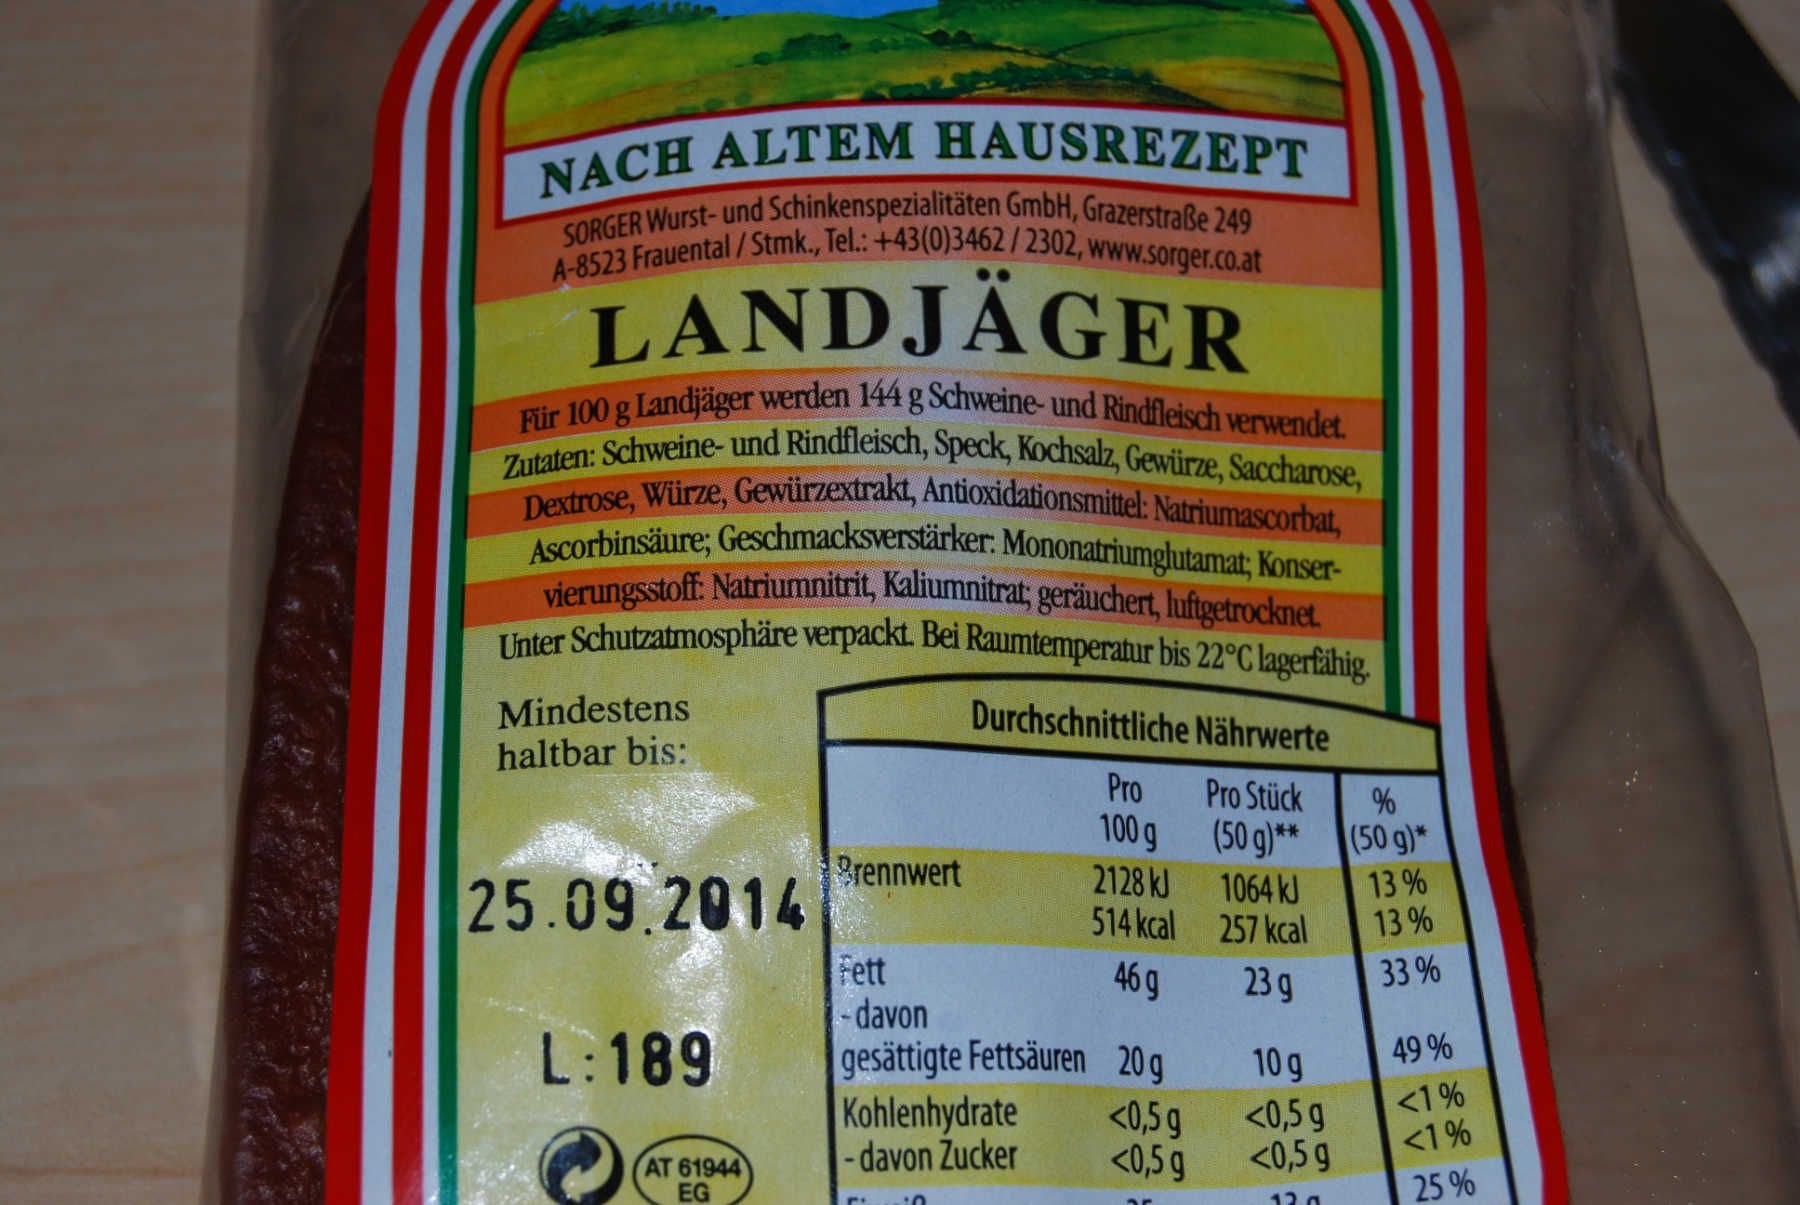 NACH ALTEM HAUSREZEPT
SORGER Wurst- und Schinkenspezialitäten GmbH, Grazerstraße 249
A-8523 Frauental / Stmk., Tel.: +43(0)3462 / 2302, www.sorger.co.at
LANDJÄGER
Für 100 g Landjäger werden 144 g Schweine- und Rindfleisch verwendet.
Zutaten: Schweine- und Rindfleisch, Speck, Kochsalz, Gewürze, Saccharose,
Dextrose, Würze, Gewürzextrakt, Antioxidationsmittel: Natriumascorbat,
Ascorbinsäure; Geschmacksverstärker: Mononatriumglutamat; Konser-
vierungsstoff: Natriumnitrit, Kaliumnitrat; geräuchert, luftgetrocknet.
Unter Schutzatmosphäre verpackt. Bei Raumtemperatur bis 22°C lagerfähig.
Mindestens
haltbar bis:
25.09.2014
L:189
AT 61944
EG
Durchschnittliche Nährwerte
Pro Pro Stück %
100 g (50 g)** (50 g)*
Brennwert 2128 kJ 1064 kJ 13 %
514 kcal 257 kcal 13 %
Fett 46 g 23 g 33 %
- davon
gesättigte Fettsäuren 20 g 10 g 49 %
Kohlenhydrate <0,5 g <0,5 g <1 %
- davon Zucker <0,5 g <0,5 g <1 %
25 %